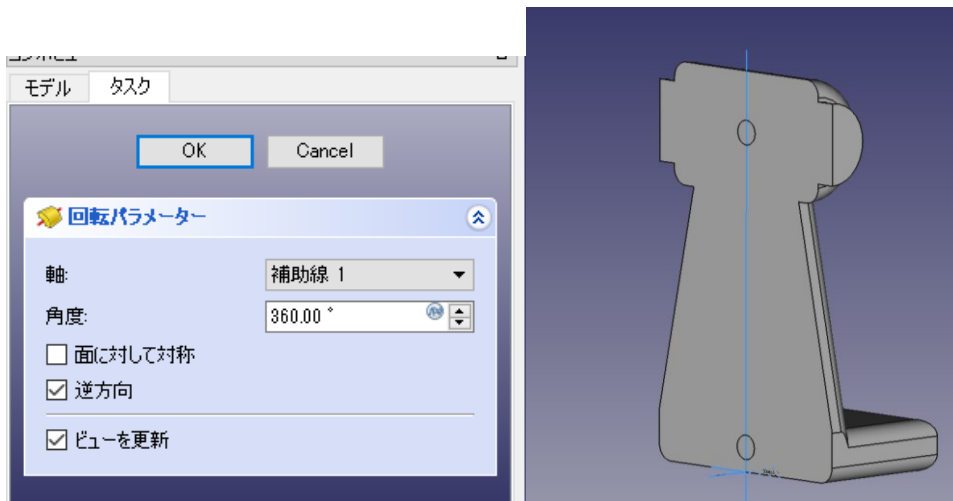 モデル タスク
OK Cancel
回転パラメーター
軸: 補助線 1
角度: 360.00 °
面に対して対称
逆方向
ビューを更新